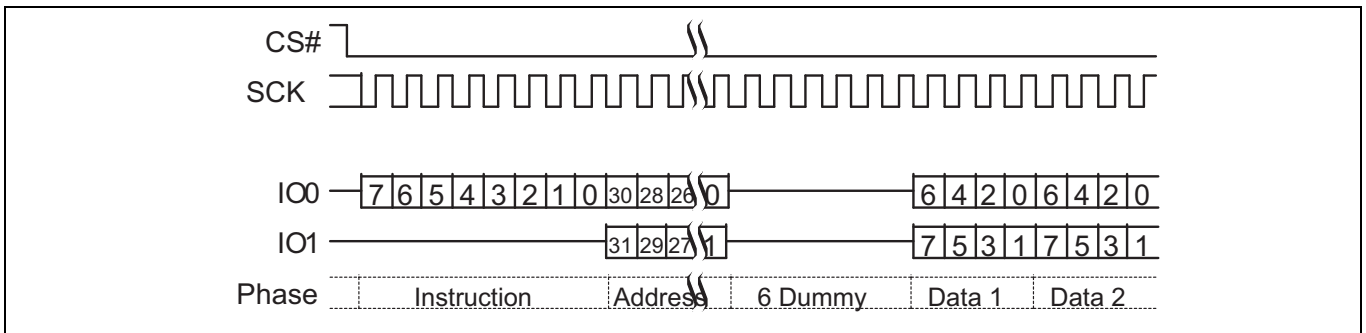 CS#
SCK
IO0 7 6 5 4 3 2 1 0 30 28 26 0 6 4 2 0 6 4 2 0
IO1 31 29 27 1 7 5 3 1 7 5 3 1
Phase Instruction Address 6 Dummy Data 1 Data 2